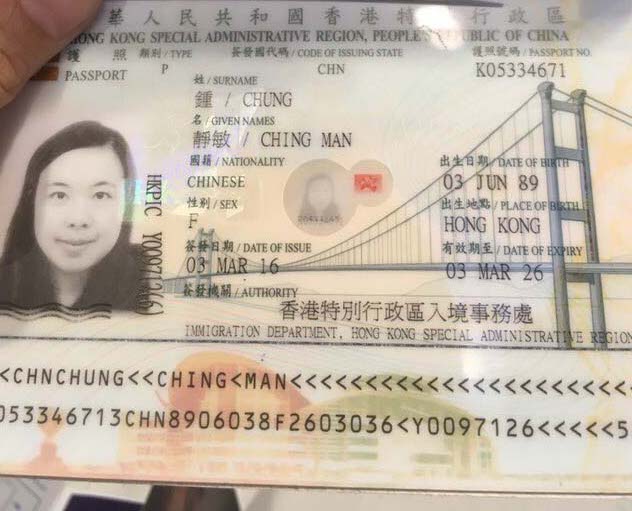 華人民共和國香港特別行政區
HONG KONG SPECIAL ADMINISTRATIVE REGION, PEOPLE'S REPUBLIC OF CHINA
護照 類別 / TYPE 簽發國代碼 / CODE OF ISSUING STATE 護照號碼 / PASSPORT NO.
PASSPORT P CHN K05334671
姓 / SURNAME
鍾 / CHUNG
名 / GIVEN NAMES
靜敏 / CHING MAN
國籍 / NATIONALITY 出生日期 / DATE OF BIRTH
CHINESE 03 JUN 89
性別 / SEX 出生地點 / PLACE OF BIRTH
F HONG KONG
簽發日期 / DATE OF ISSUE 有效期至 / DATE OF EXPIRY
03 MAR 16 03 MAR 26
簽發機關 / AUTHORITY
香港特別行政區入境事務處
IMMIGRATION DEPARTMENT, HONG KONG SPECIAL ADMINISTRATIVE REGION
HKPIC Y009712(6)
<CHNCHUNG<<CHING<MAN<<<<<<<<<<<<<<<<<<<<<<
053346713CHN8906038F2603036<Y0097126<<<<<5